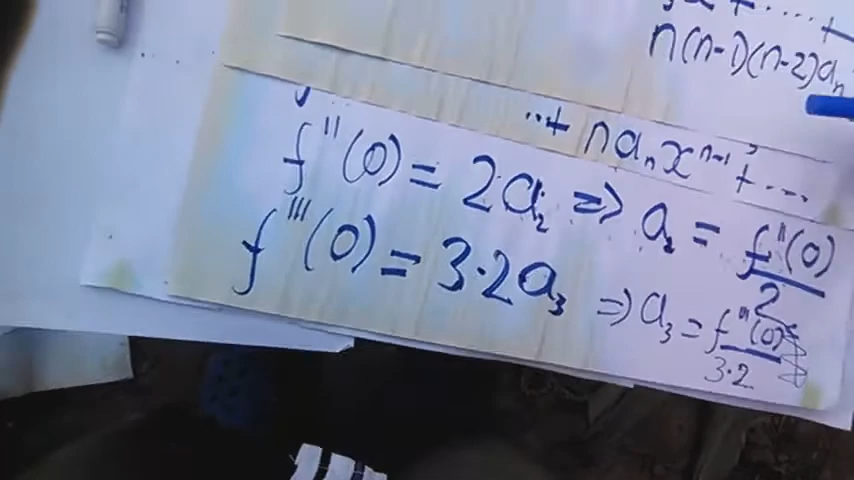 n(n-1)(n-2)aₙ
...+ naₙxⁿ⁻¹ + ....
f''(0) = 2a₂ => a₂ = f''(0)/2
f'''(0) = 3·2a₃ => a₃ = f'''(0)/3·2